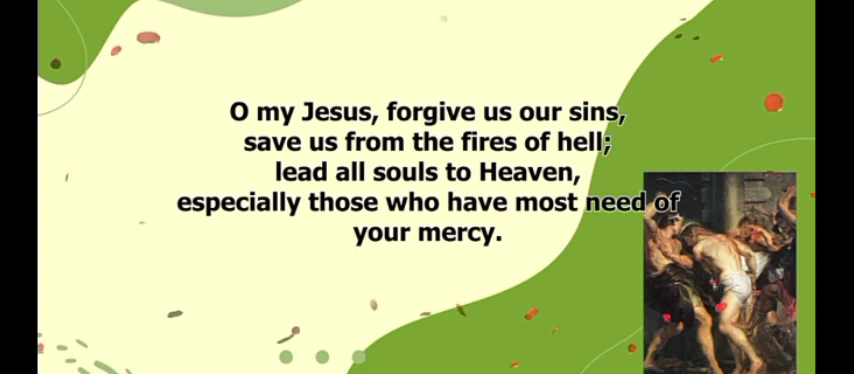 O my Jesus, forgive us our sins,
save us from the fires of hell;
lead all souls to Heaven,
especially those who have most need of
your mercy.